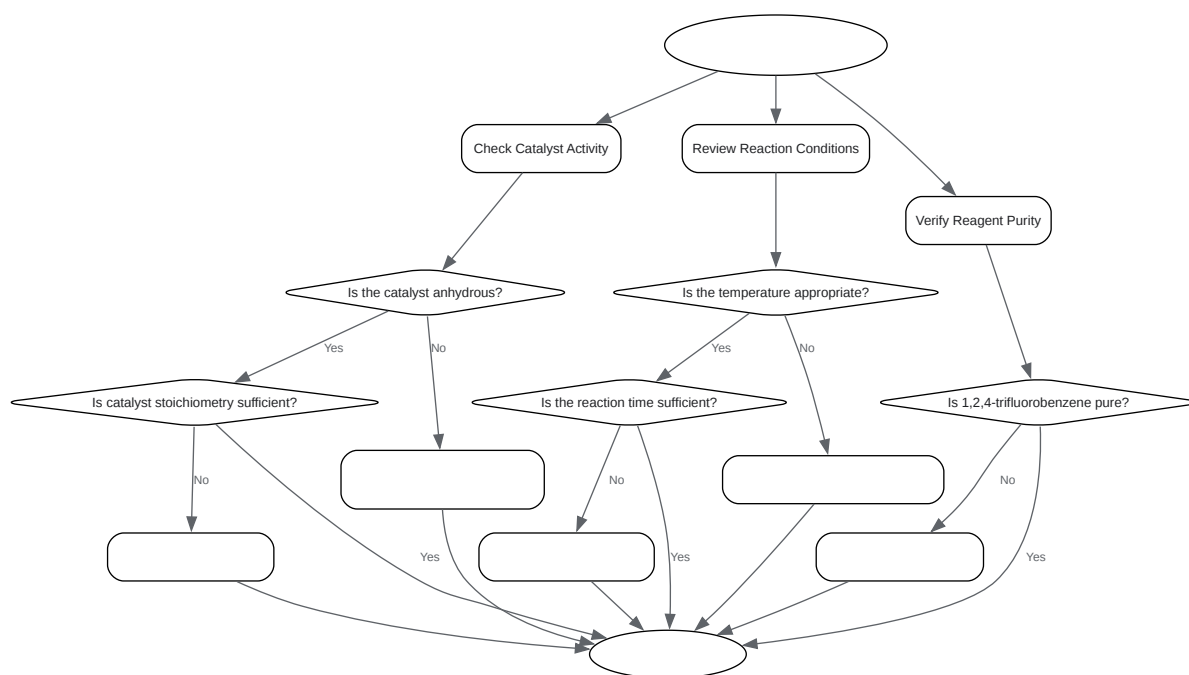 Check Catalyst Activity
Review Reaction Conditions
Verify Reagent Purity
Is the catalyst anhydrous?
Is the temperature appropriate?
Yes
No
Yes
No
Is catalyst stoichiometry sufficient?
Is the reaction time sufficient?
Is 1,2,4-trifluorobenzene pure?
No
No
No
Yes
Yes
Yes